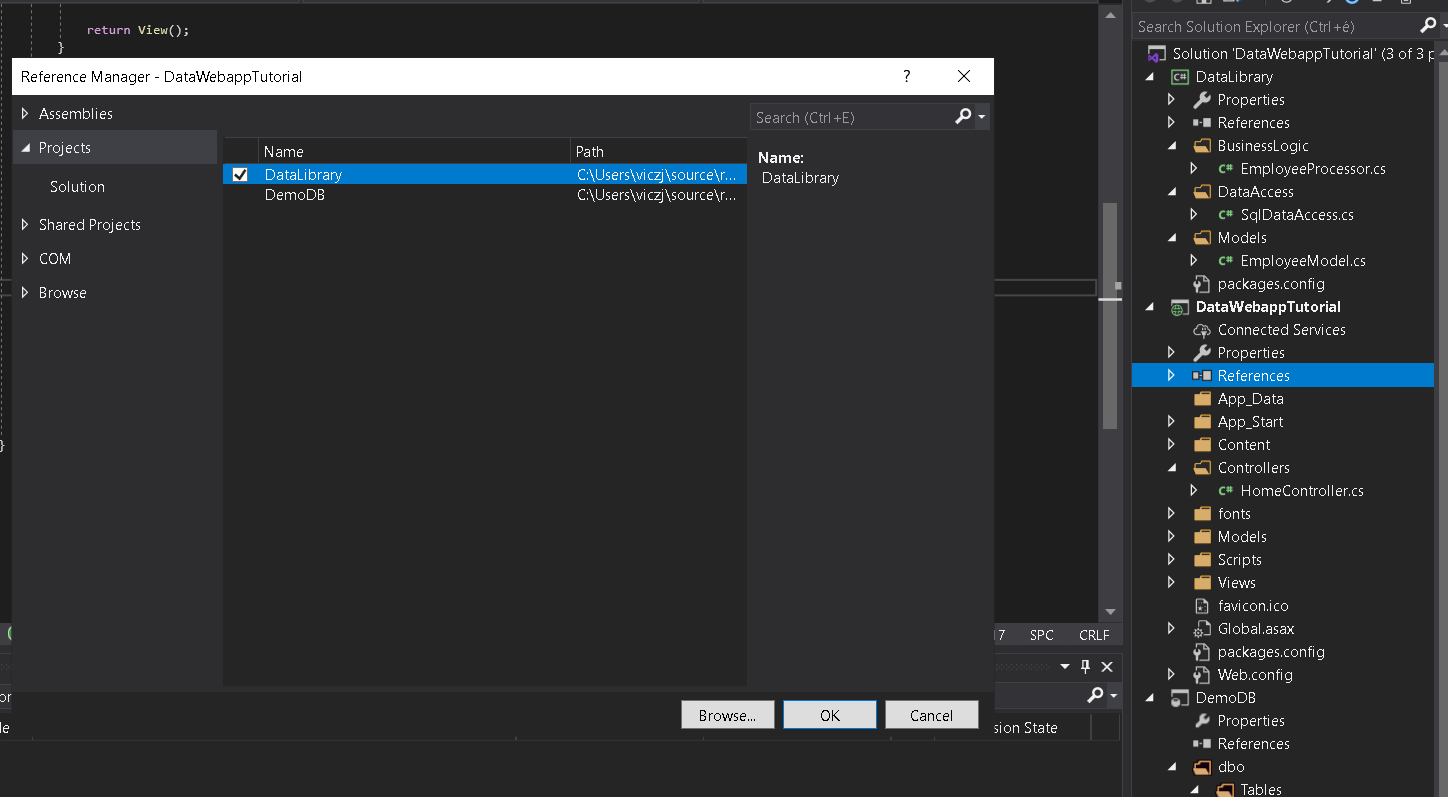 return View();
}
Reference Manager - DataWebappTutorial
?
Assemblies
Projects
Solution
Shared Projects
COM
Browse
Name
Path
DataLibrary
C:\Users\viczj\source\r...
DemoDB
C:\Users\viczj\source\r...
Search (Ctrl+E)
Name:
DataLibrary
Browse...
OK
Cancel
}
17
SPC
CRLF
sion State
Search Solution Explorer (Ctrl+é)
Solution 'DataWebappTutorial' (3 of 3 p
C# DataLibrary
Properties
References
BusinessLogic
C# EmployeeProcessor.cs
DataAccess
C# SqlDataAccess.cs
Models
C# EmployeeModel.cs
packages.config
DataWebappTutorial
Connected Services
Properties
References
App_Data
App_Start
Content
Controllers
C# HomeController.cs
fonts
Models
Scripts
Views
favicon.ico
Global.asax
packages.config
Web.config
DemoDB
Properties
References
dbo
Tables